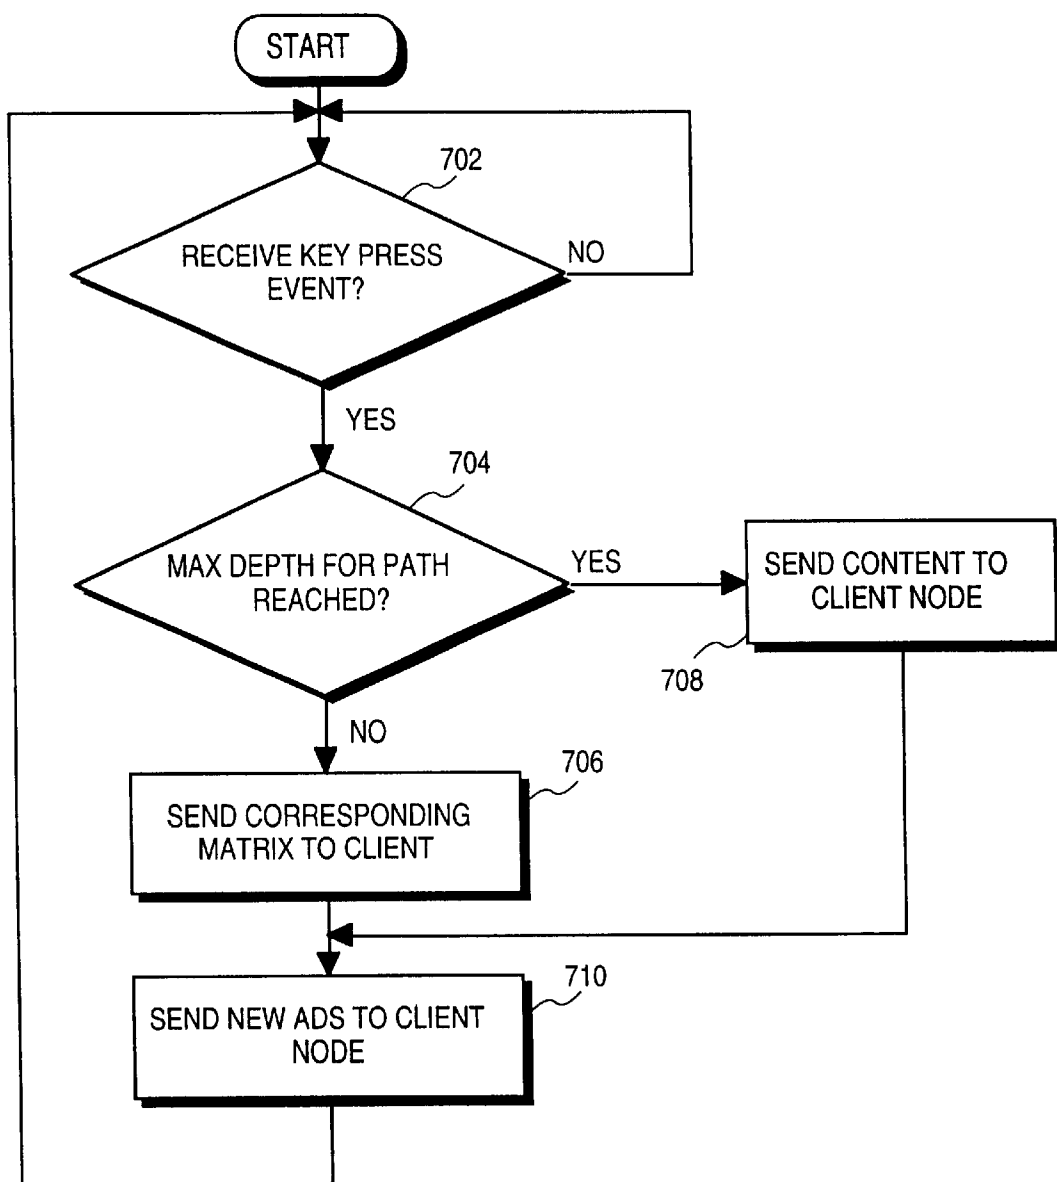 START
702
RECEIVE KEY PRESS
EVENT?
NO
YES
704
MAX DEPTH FOR PATH
REACHED?
YES
SEND CONTENT TO
CLIENT NODE
708
NO
706
SEND CORRESPONDING
MATRIX TO CLIENT
710
SEND NEW ADS TO CLIENT
NODE